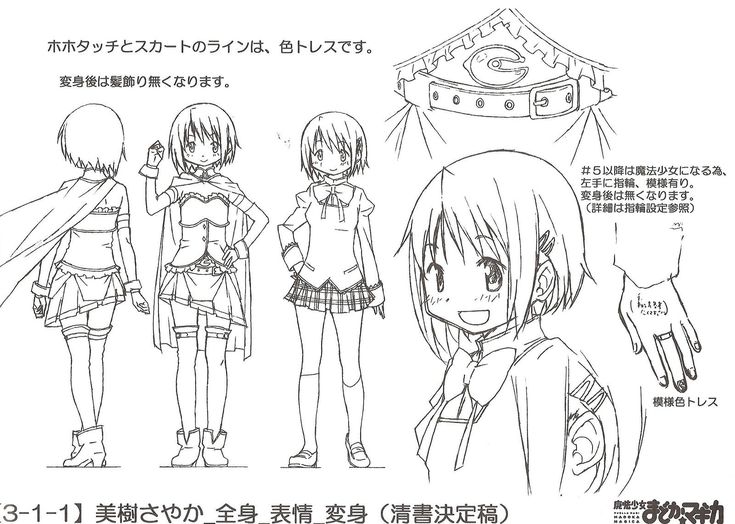 ホホタッチとスカートのラインは、色トレスです。
変身後は髪飾り無くなります。
#5以降は魔法少女になる為、
左手に指輪、模様有り。
変身後は無くなります。
(詳細は指輪設定参照)
模様色トレス
【3-1-1】美樹さやか_全身_表情_変身(清書決定稿)
魔法少女
まどか☆マギカ
PUELLA MAGI
MADOKA MAGICA